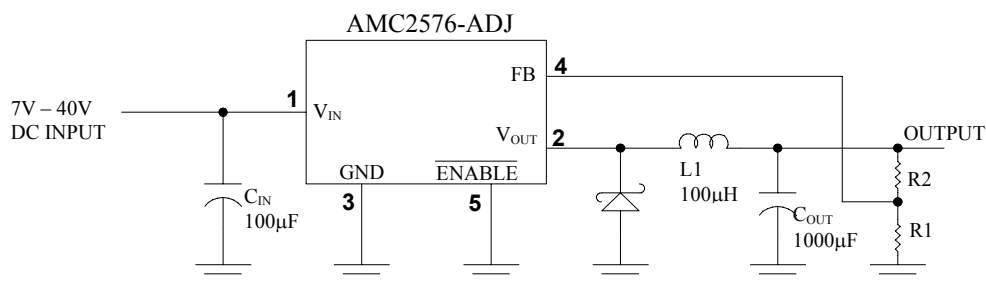 AMC2576-ADJ
FB
4
7V – 40V
DC INPUT
1
VIN
VOUT
2
OUTPUT
GND
ENABLE
3
5
CIN
100μF
L1
100μH
COUT
1000μF
R2
R1